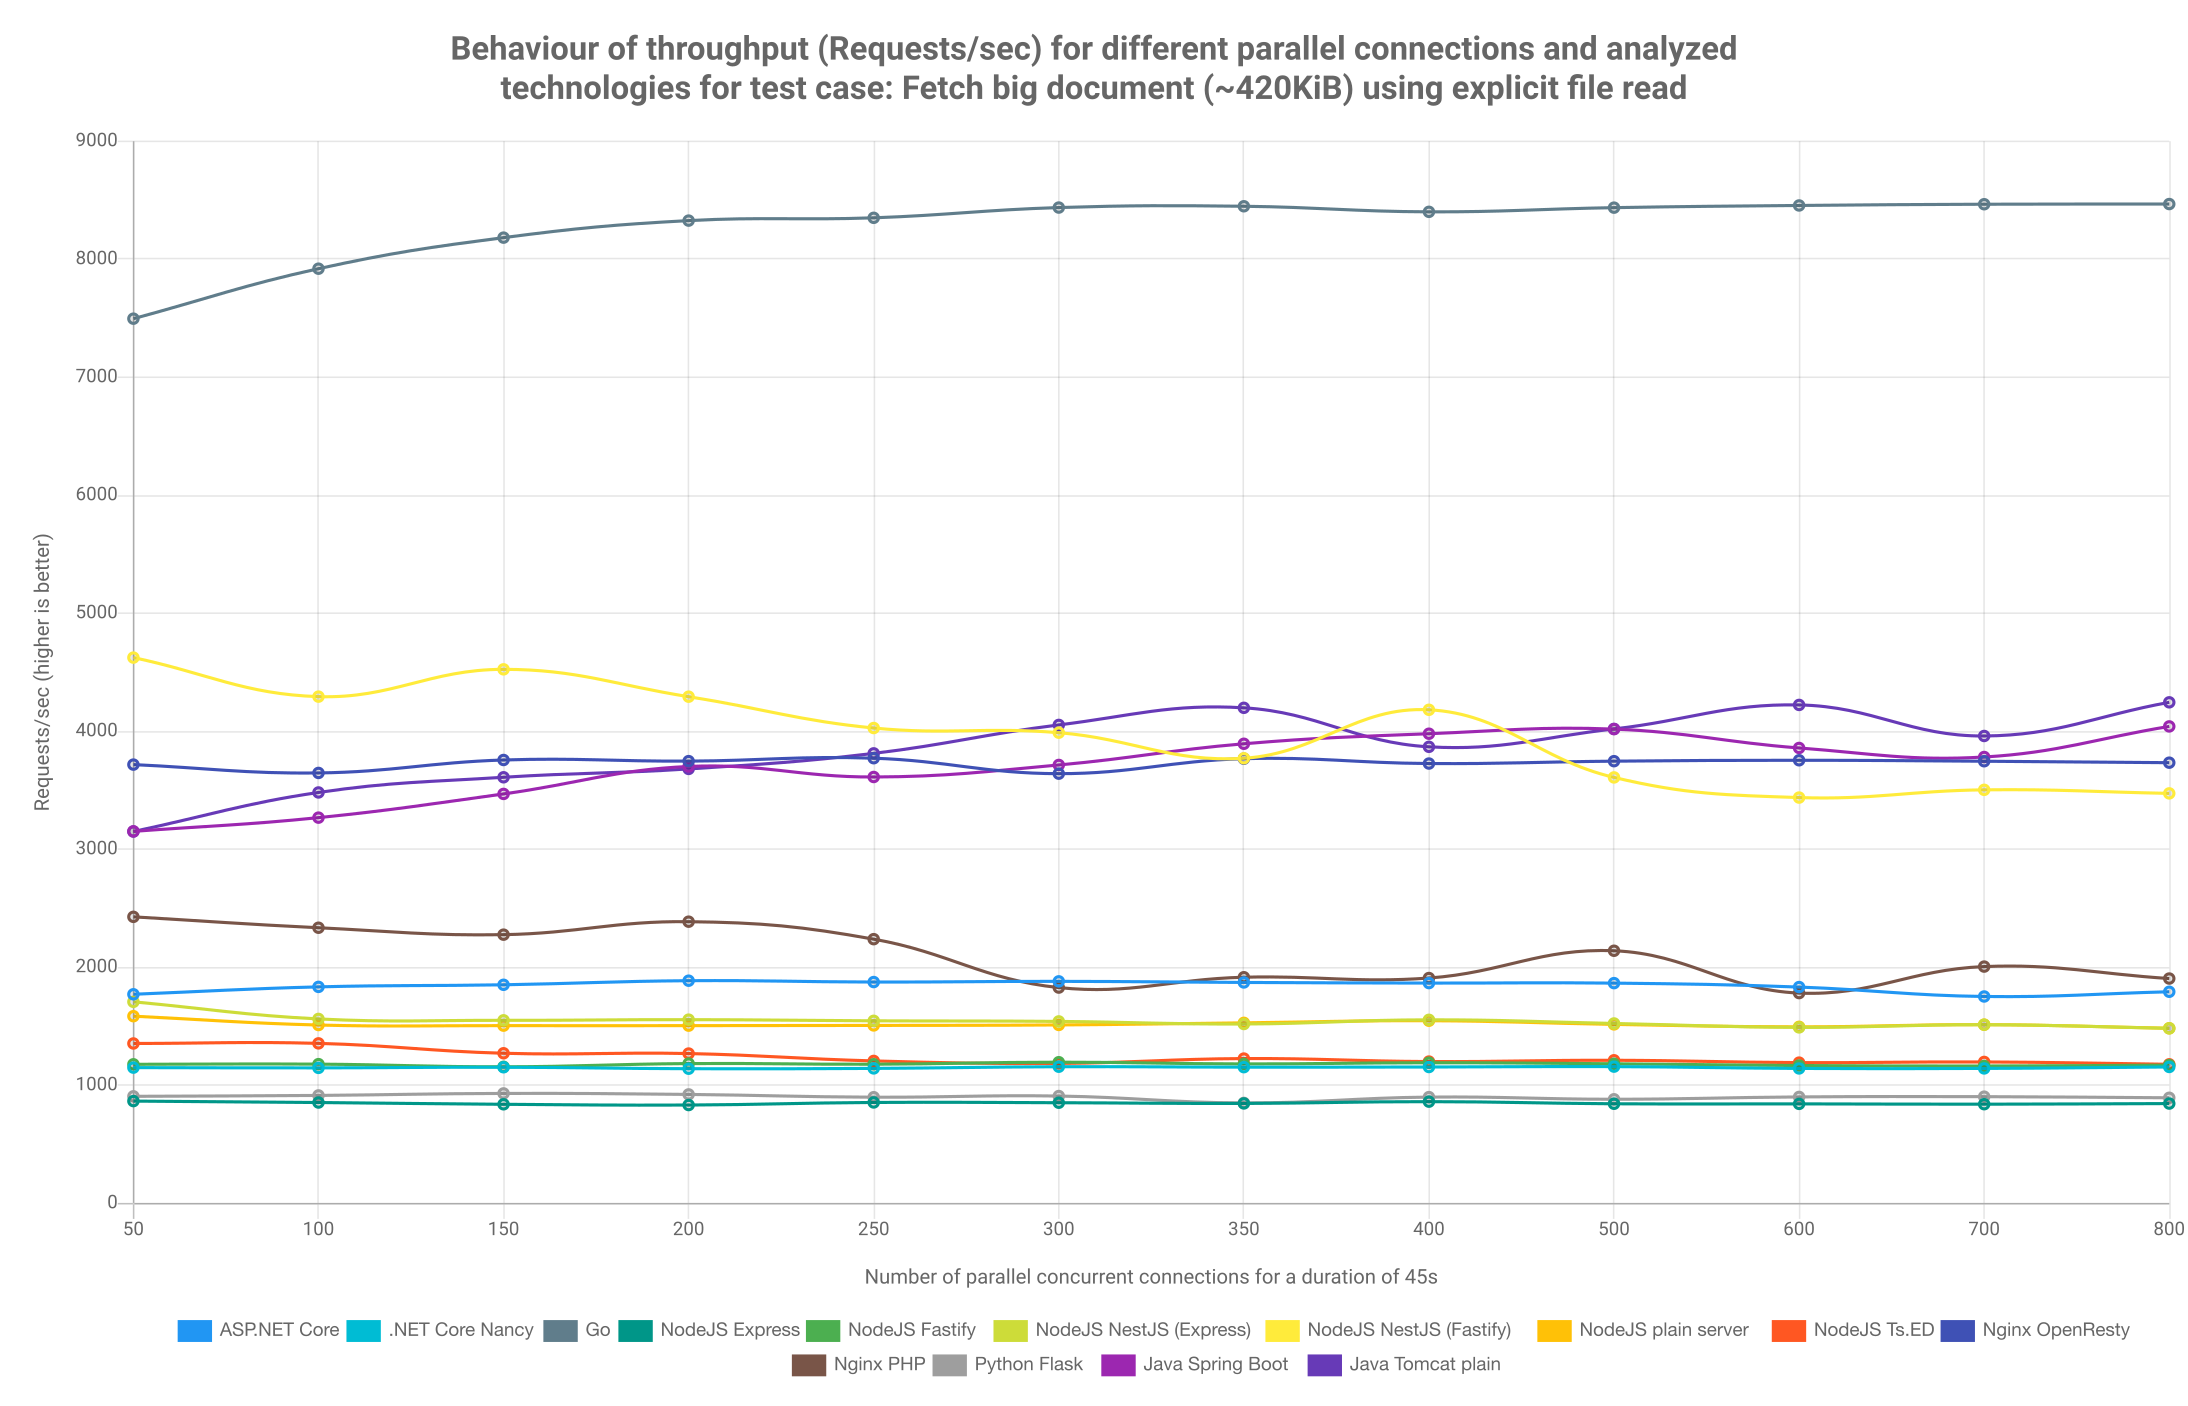 Behaviour of throughput (Requests/sec) for different parallel connections and analyzed
technologies for test case: Fetch big document (~420KiB) using explicit file read
9000
8000
7000
6000
5000
4000
3000
2000
1000
0
Requests/sec (higher is better)
50 100 150 200 250 300 350 400 500 600 700 800
Number of parallel concurrent connections for a duration of 45s
ASP.NET Core .NET Core Nancy Go NodeJS Express NodeJS Fastify NodeJS NestJS (Express) NodeJS NestJS (Fastify) NodeJS plain server NodeJS Ts.ED Nginx OpenResty
Nginx PHP Python Flask Java Spring Boot Java Tomcat plain